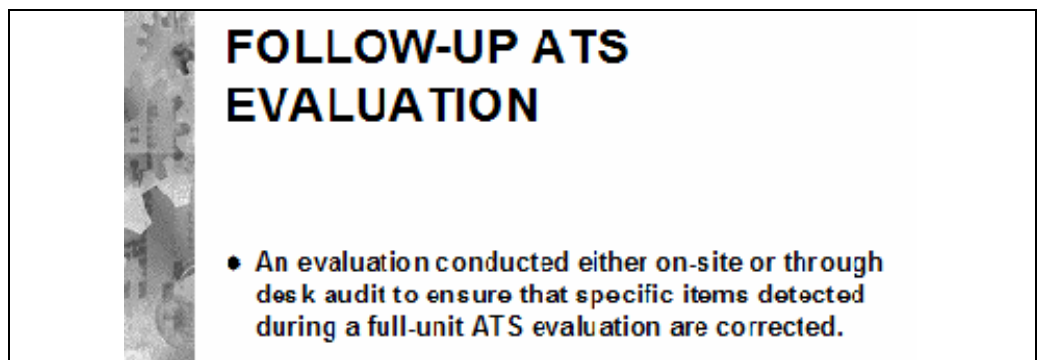 FOLLOW-UP ATS
EVALUATION
• An evaluation conducted either on-site or through
desk audit to ensure that specific items detected
during a full-unit ATS evaluation are corrected.